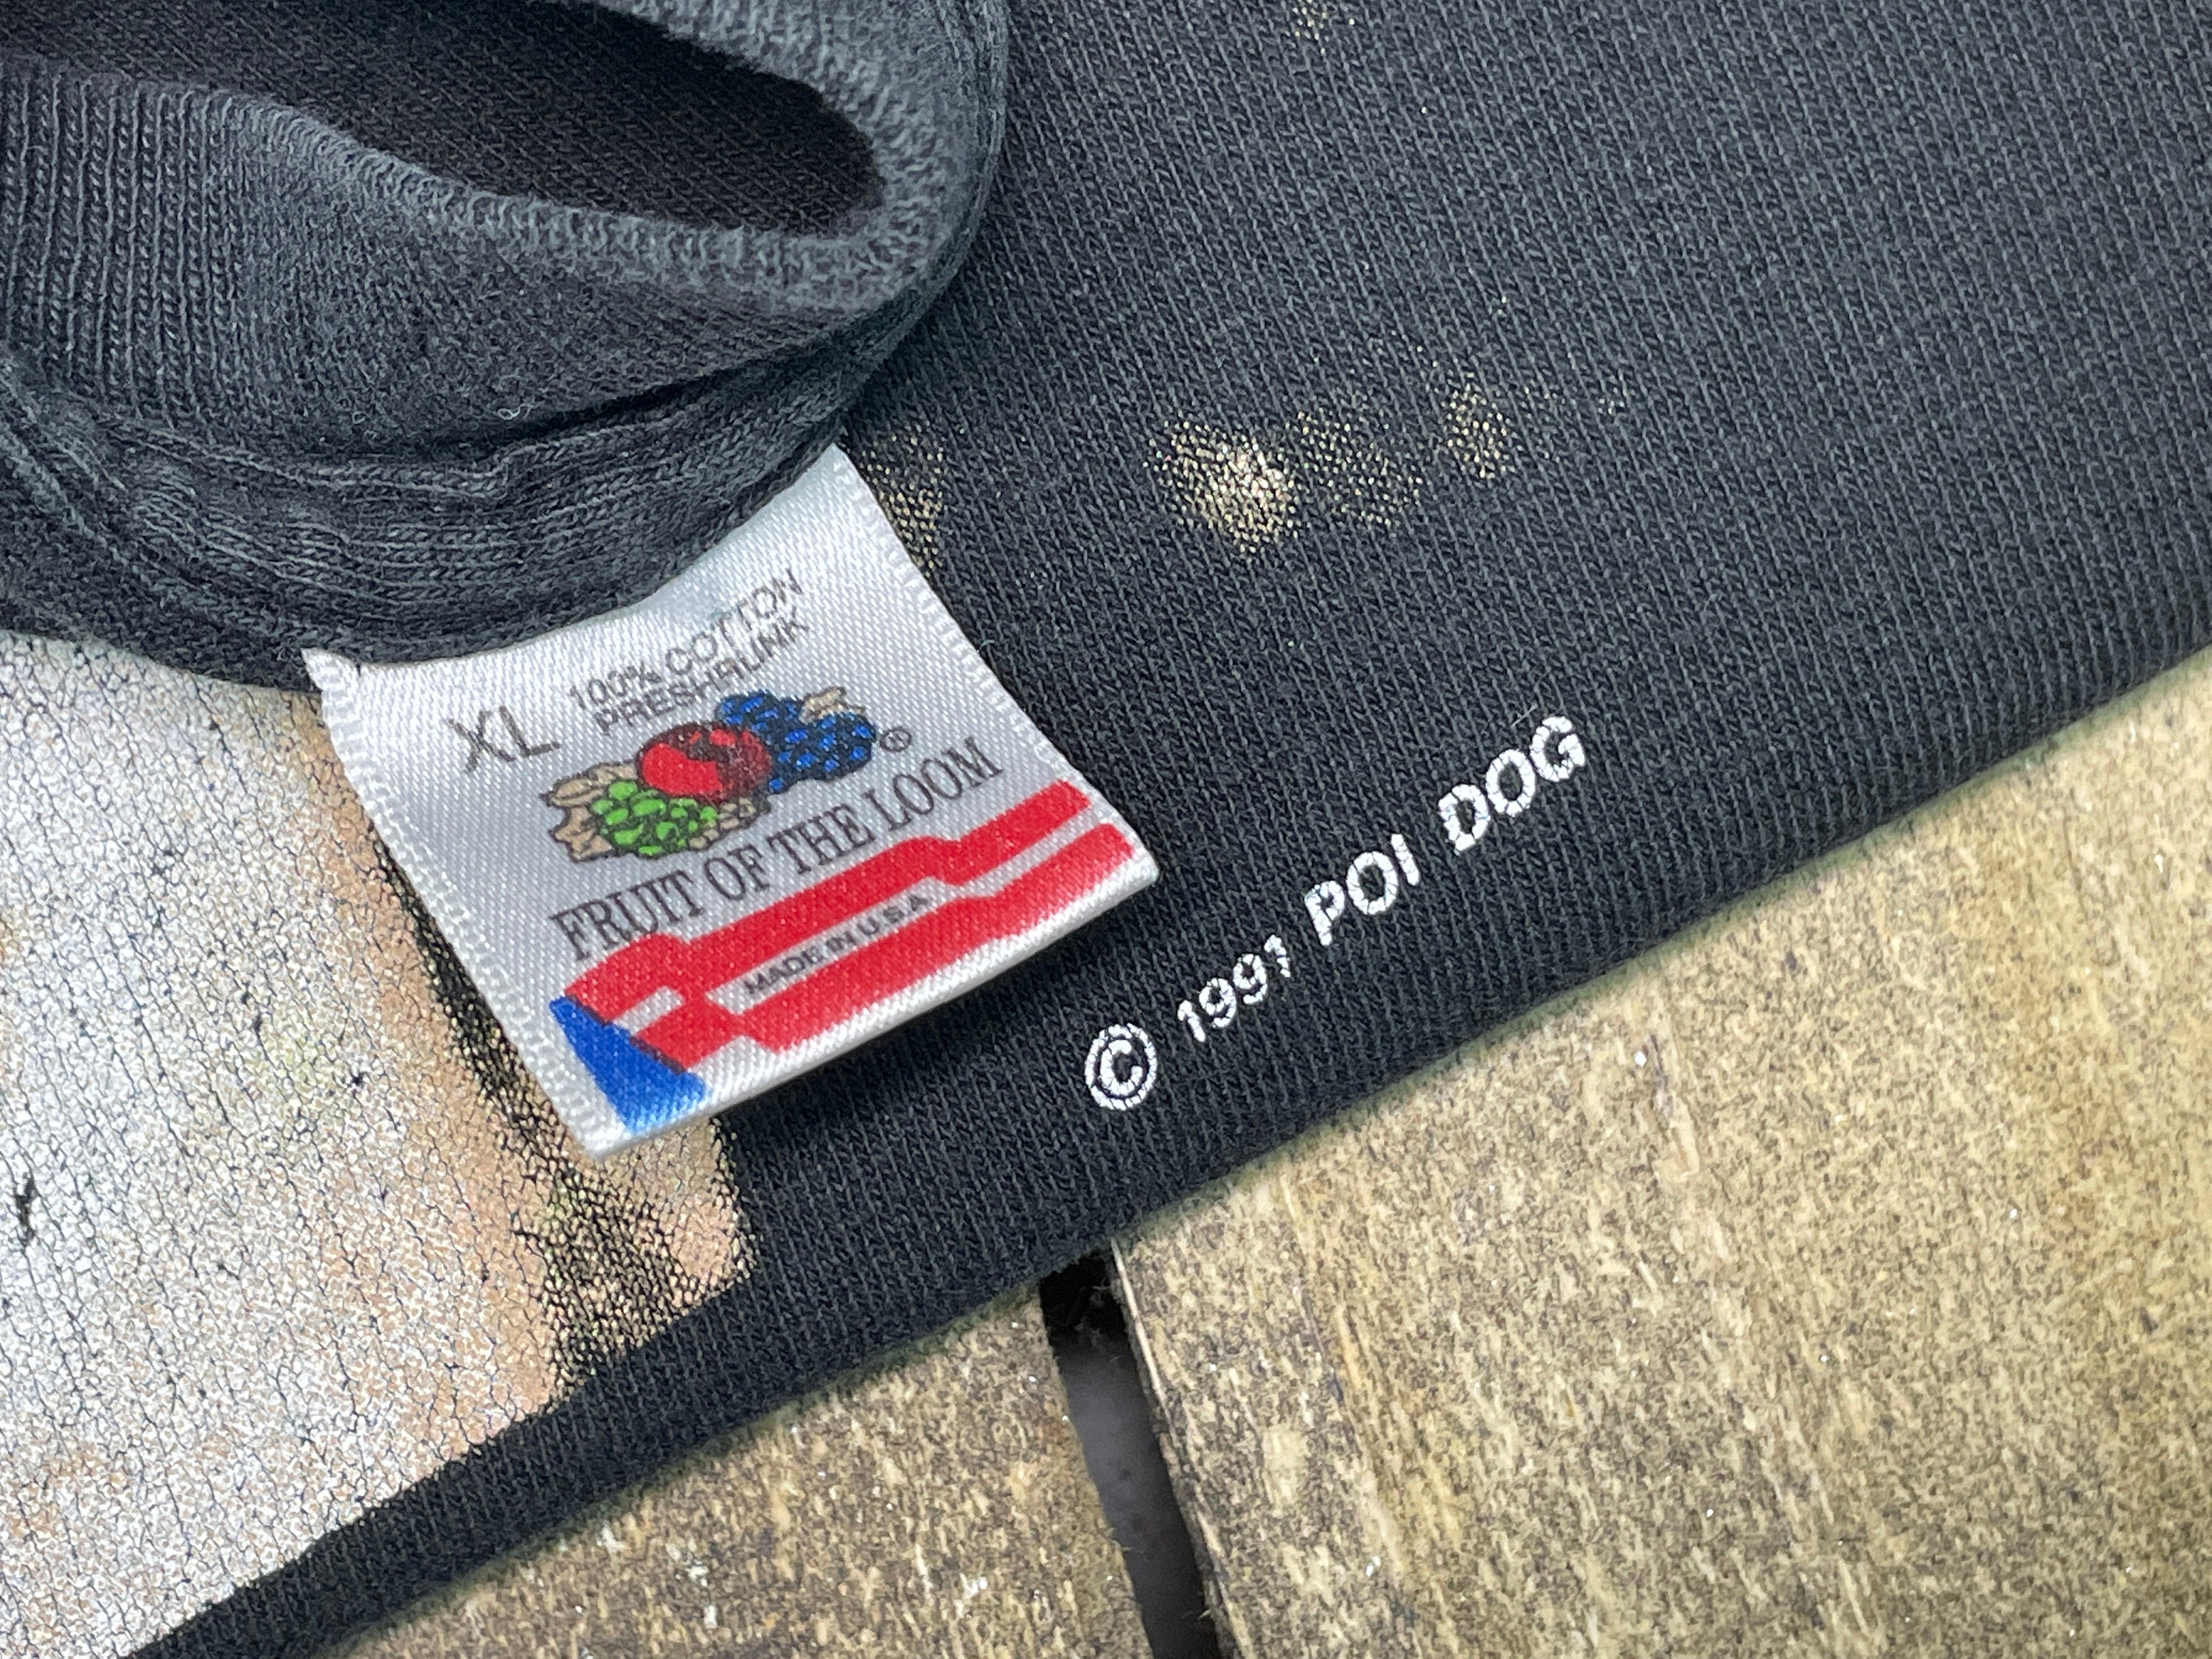 XL
100% COTTON
PRESHRUNK
®
FRUIT OF THE LOOM
MADE IN U.S.A.
© 1991 POI DOG